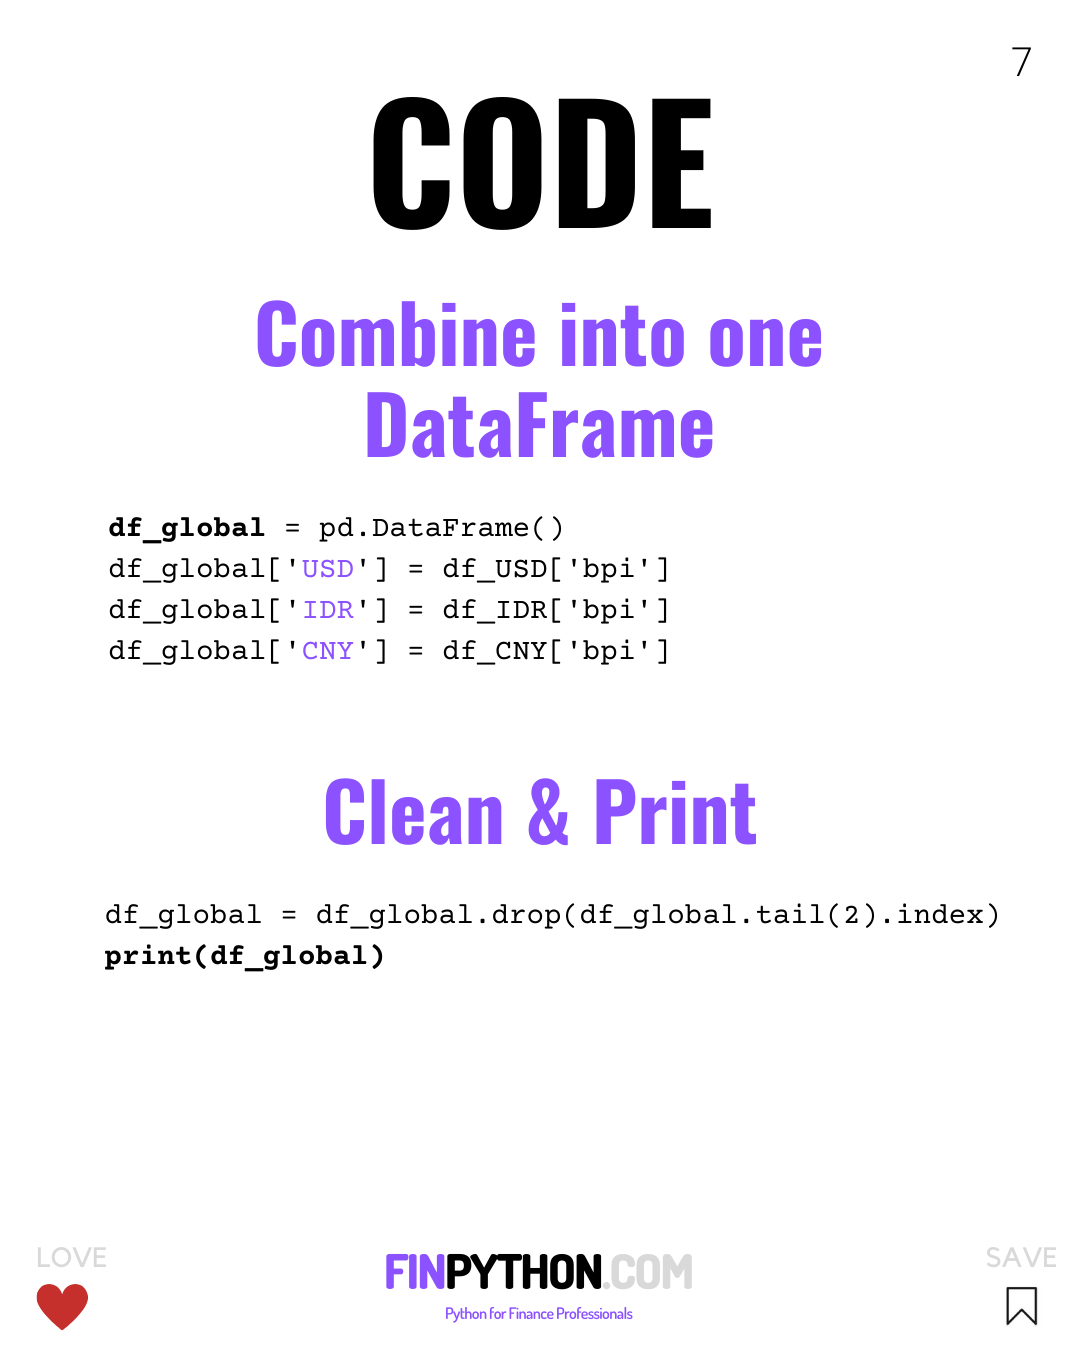 7
CODE
Combine into one
DataFrame
df_global = pd.DataFrame()
df_global['USD'] = df_USD['bpi']
df_global['IDR'] = df_IDR['bpi']
df_global['CNY'] = df_CNY['bpi']
Clean & Print
df_global = df_global.drop(df_global.tail(2).index)
print(df_global)
LOVE
FINPYTHON.COM
Python for Finance Professionals
SAVE